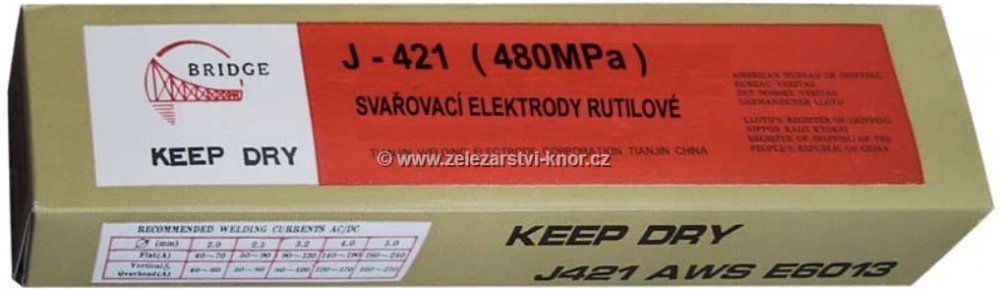 BRIDGE
KEEP DRY
J - 421 ( 480MPa )
SVAŘOVACÍ ELEKTRODY RUTILOVÉ
TIANJIN WELDING ELECTRODE CORPORATION TIANJIN CHINA
© www.zelezarstvi-knor.cz
AMERICAN BUREAU OF SHIPPING
BUREAU VERITAS
DET NORSKE VERITAS
GERMANISCHER LLOYD
LLOYD'S REGISTER OF SHIPPING
NIPPON KAIJI KYOKAI
REGISTER OF SHIPPING OF THE
PEOPLE'S REPUBLIC OF CHINA
RECOMMENDED WELDING CURRENTS AC/DC
(mm) 2.0 2.5 3.2 4.0 5.0
Flat(A) 40~70 50~90 90~130 140~190 180~240
Vertical& 
Overhead(A) 40~60 50~80 80~120 120~170 160~210
KEEP DRY
J421 AWS E6013